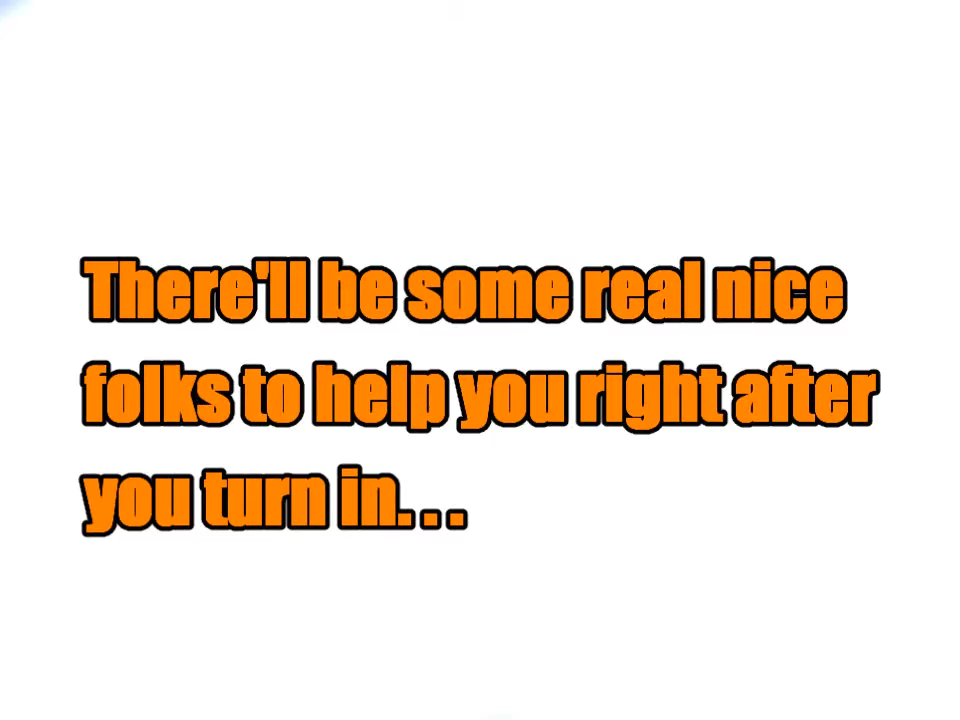 There'll be some real nice
folks to help you right after
you turn in. . .